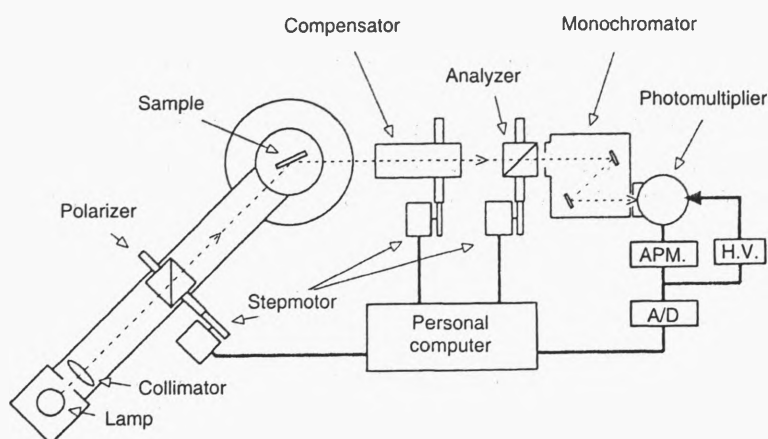 Compensator
Monochromator
Analyzer
Photomultiplier
Sample
Polarizer
APM.
H.V.
Stepmotor
Personal
computer
A/D
Collimator
Lamp